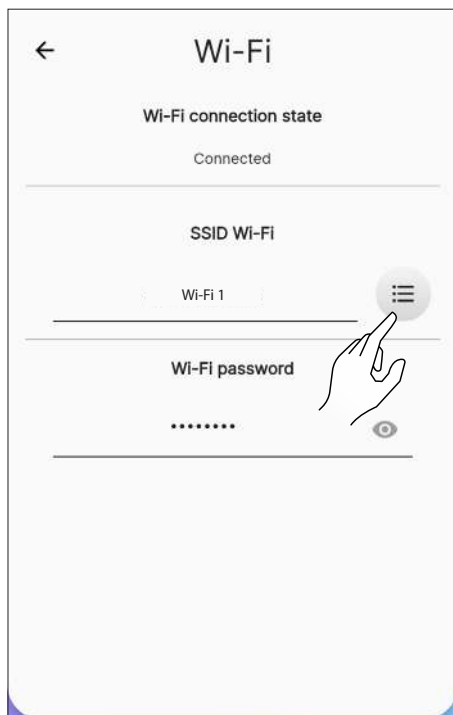 Wi-Fi
Wi-Fi connection state
Connected
SSID Wi-Fi
Wi-Fi 1
Wi-Fi password
••••••••